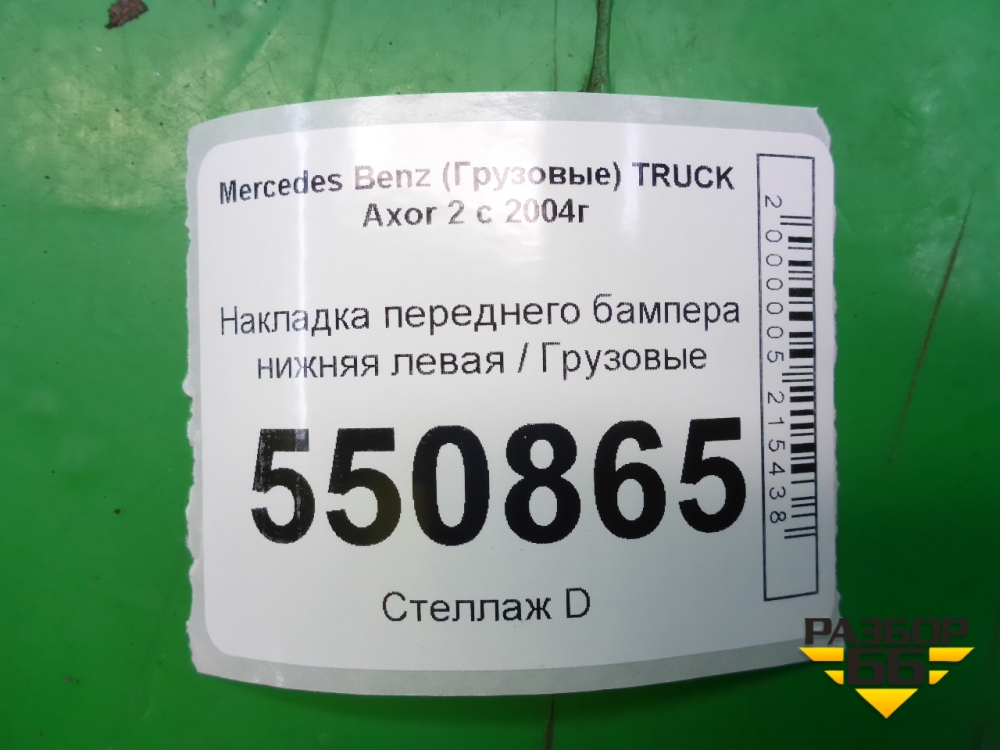 Mercedes Benz (Грузовые) TRUCK
Axor 2 с 2004г
Накладка переднего бампера
нижняя левая / Грузовые
550865
Стеллаж D
2000005215438
РАЗБОР
66